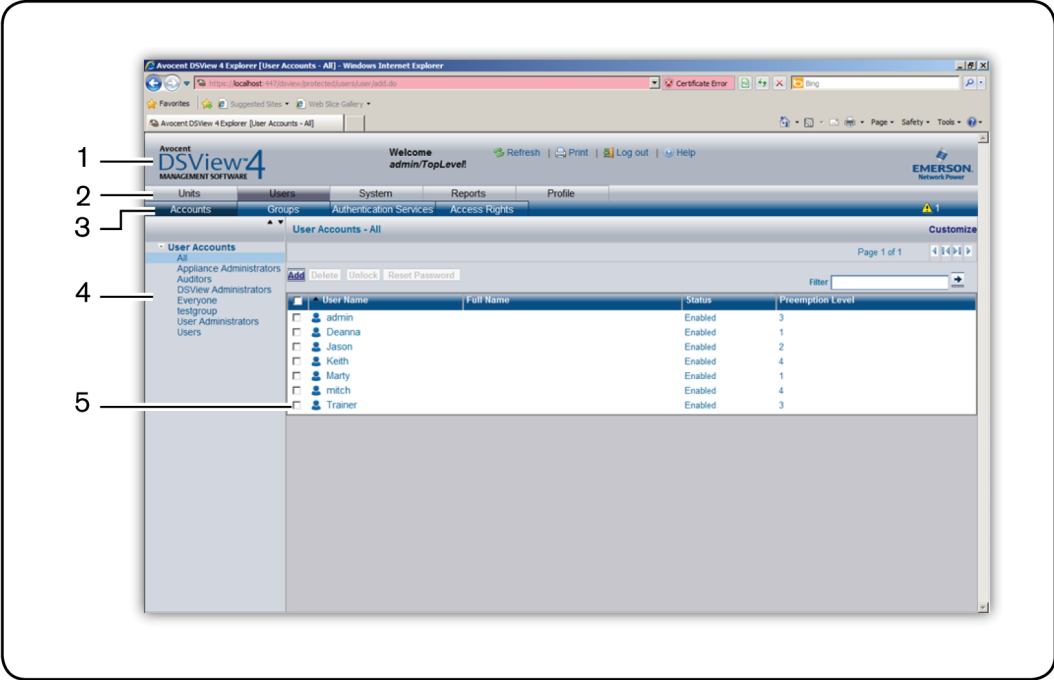 Avocent DSView 4 Explorer [User Accounts - All] - Windows Internet Explorer
https://localhost:447/dsview/protected/users/user/add.do
Certificate Error
Bing
Favorites
Suggested Sites
Web Slice Gallery
Avocent DSView 4 Explorer [User Accounts - All]
Page
Safety
Tools
1
Avocent
DSView 4
MANAGEMENT SOFTWARE
Welcome
admin/TopLevel!
Refresh | Print | Log out | Help
EMERSON.
Network Power
2
Units Users System Reports Profile
3
Accounts Groups Authentication Services Access Rights
1
User Accounts - All
Customize
User Accounts
All
Appliance Administrators
Auditors
DSView Administrators
Everyone
testgroup
User Administrators
Users
4
Page 1 of 1
Add Delete Unlock Reset Password
Filter
User Name Full Name Status Preemption Level
admin Enabled 3
Deanna Enabled 1
Jason Enabled 2
Keith Enabled 4
Marty Enabled 1
mitch Enabled 4
5
Trainer Enabled 3